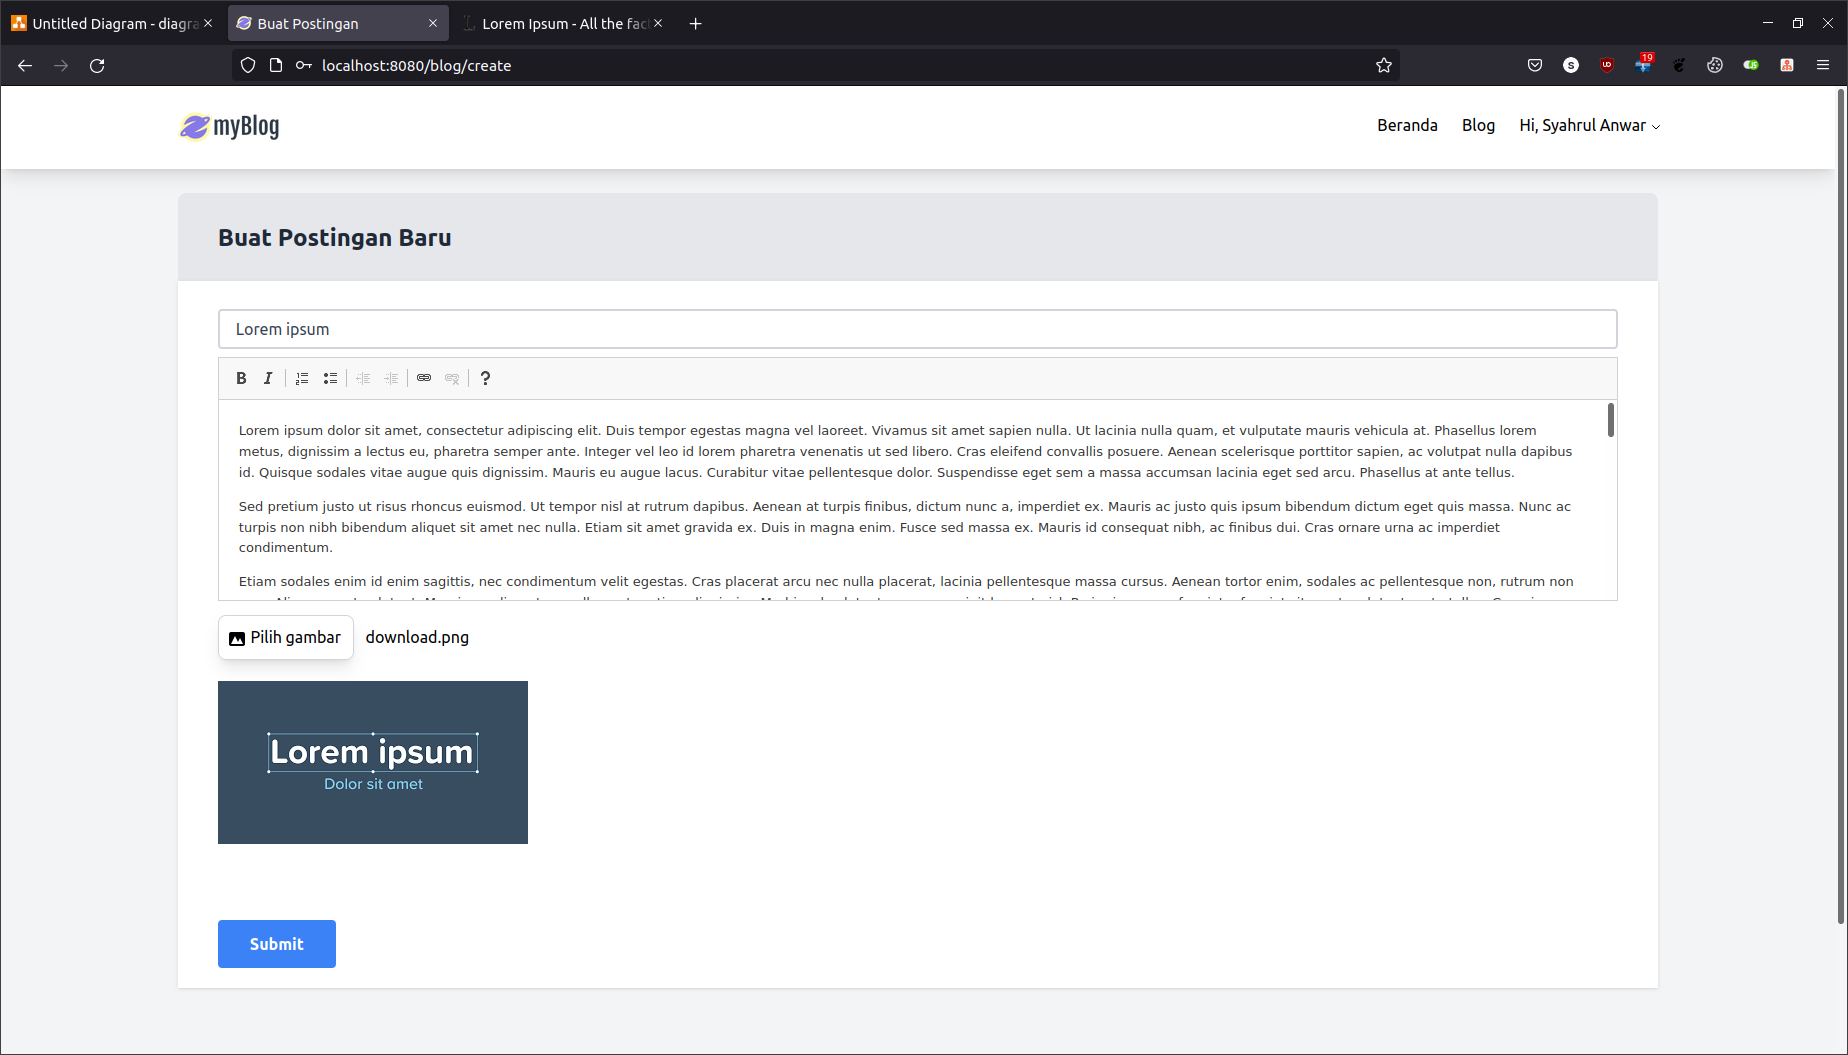 Untitled Diagram - diagra
Buat Postingan
Lorem Ipsum - All the fac
localhost:8080/blog/create
S
19
myBlog
Beranda
Blog
Hi, Syahrul Anwar
Buat Postingan Baru
Lorem ipsum
B I ?
Lorem ipsum dolor sit amet, consectetur adipiscing elit. Duis tempor egestas magna vel laoreet. Vivamus sit amet sapien nulla. Ut lacinia nulla quam, et vulputate mauris vehicula at. Phasellus lorem
metus, dignissim a lectus eu, pharetra semper ante. Integer vel leo id lorem pharetra venenatis ut sed libero. Cras eleifend convallis posuere. Aenean scelerisque porttitor sapien, ac volutpat nulla dapibus
id. Quisque sodales vitae augue quis dignissim. Mauris eu augue lacus. Curabitur vitae pellentesque dolor. Suspendisse eget sem a massa accumsan lacinia eget sed arcu. Phasellus at ante tellus.
Sed pretium justo ut risus rhoncus euismod. Ut tempor nisl at rutrum dapibus. Aenean at turpis finibus, dictum nunc a, imperdiet ex. Mauris ac justo quis ipsum bibendum dictum eget quis massa. Nunc ac
turpis non nibh bibendum aliquet sit amet nec nulla. Etiam sit amet gravida ex. Duis in magna enim. Fusce sed massa ex. Mauris id consequat nibh, ac finibus dui. Cras ornare urna ac imperdiet
condimentum.
Etiam sodales enim id enim sagittis, nec condimentum velit egestas. Cras placerat arcu nec nulla placerat, lacinia pellentesque massa cursus. Aenean tortor enim, sodales ac pellentesque non, rutrum non
Pilih gambar
download.png
Lorem ipsum
Dolor sit amet
Submit